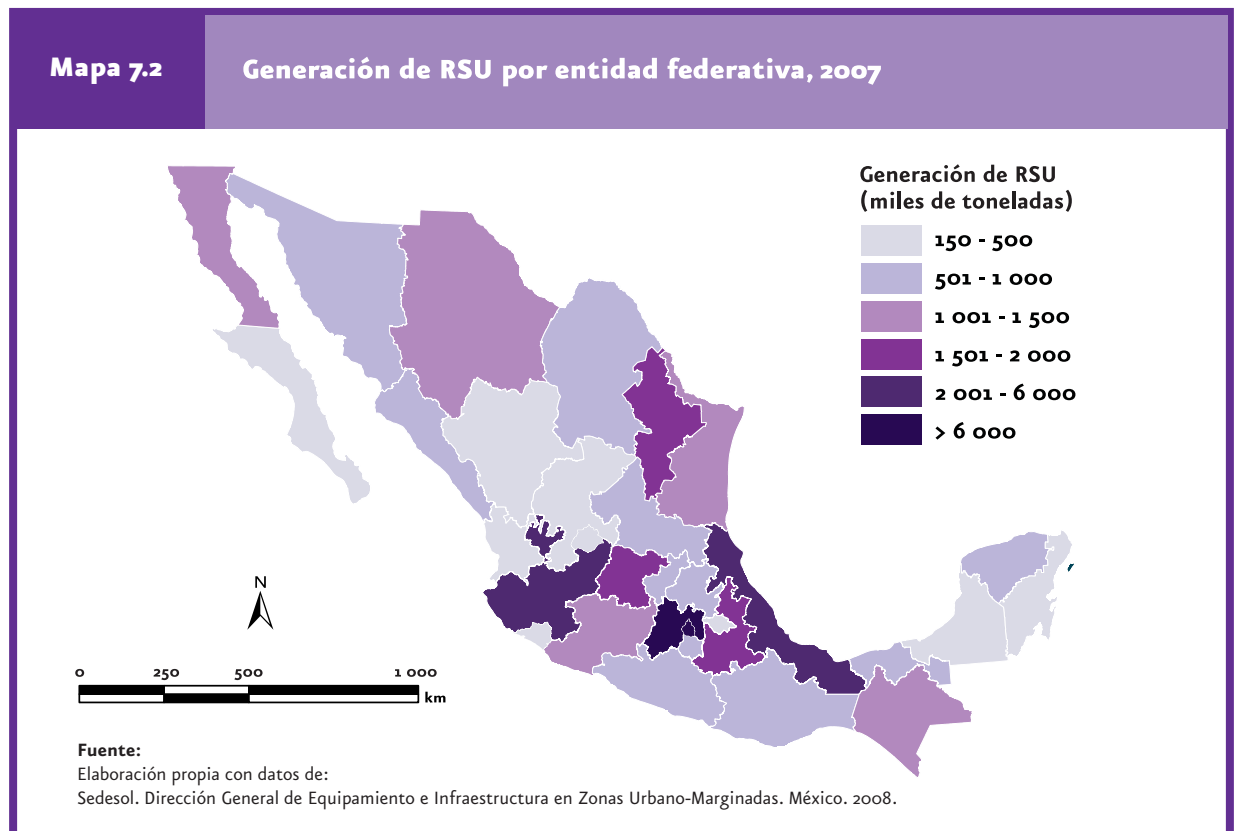 Mapa 7.2
Generación de RSU por entidad federativa, 2007
Generación de RSU
(miles de toneladas)
150 - 500
501 - 1 000
1 001 - 1 500
1 501 - 2 000
2 001 - 6 000
> 6 000
N
0 250 500 1 000
km
Fuente:
Elaboración propia con datos de:
Sedesol. Dirección General de Equipamiento e Infraestructura en Zonas Urbano-Marginadas. México. 2008.